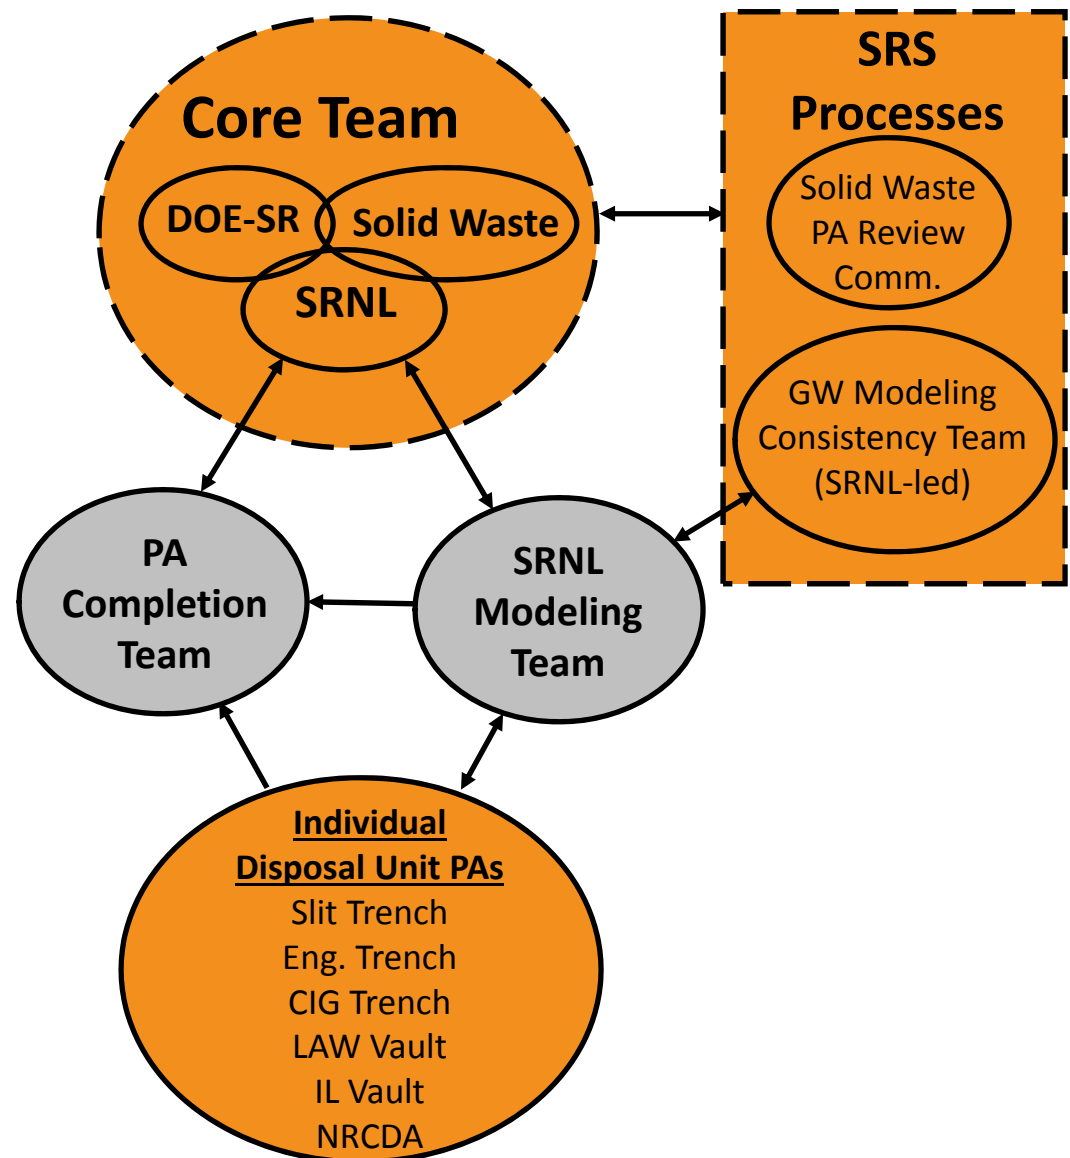 Core Team
DOE-SR
Solid Waste
SRNL
SRS
Processes
Solid Waste
PA Review
Comm.
GW Modeling
Consistency Team
(SRNL-led)
PA
Completion
Team
SRNL
Modeling
Team
Individual
Disposal Unit PAs
Slit Trench
Eng. Trench
CIG Trench
LAW Vault
IL Vault
NRCDA